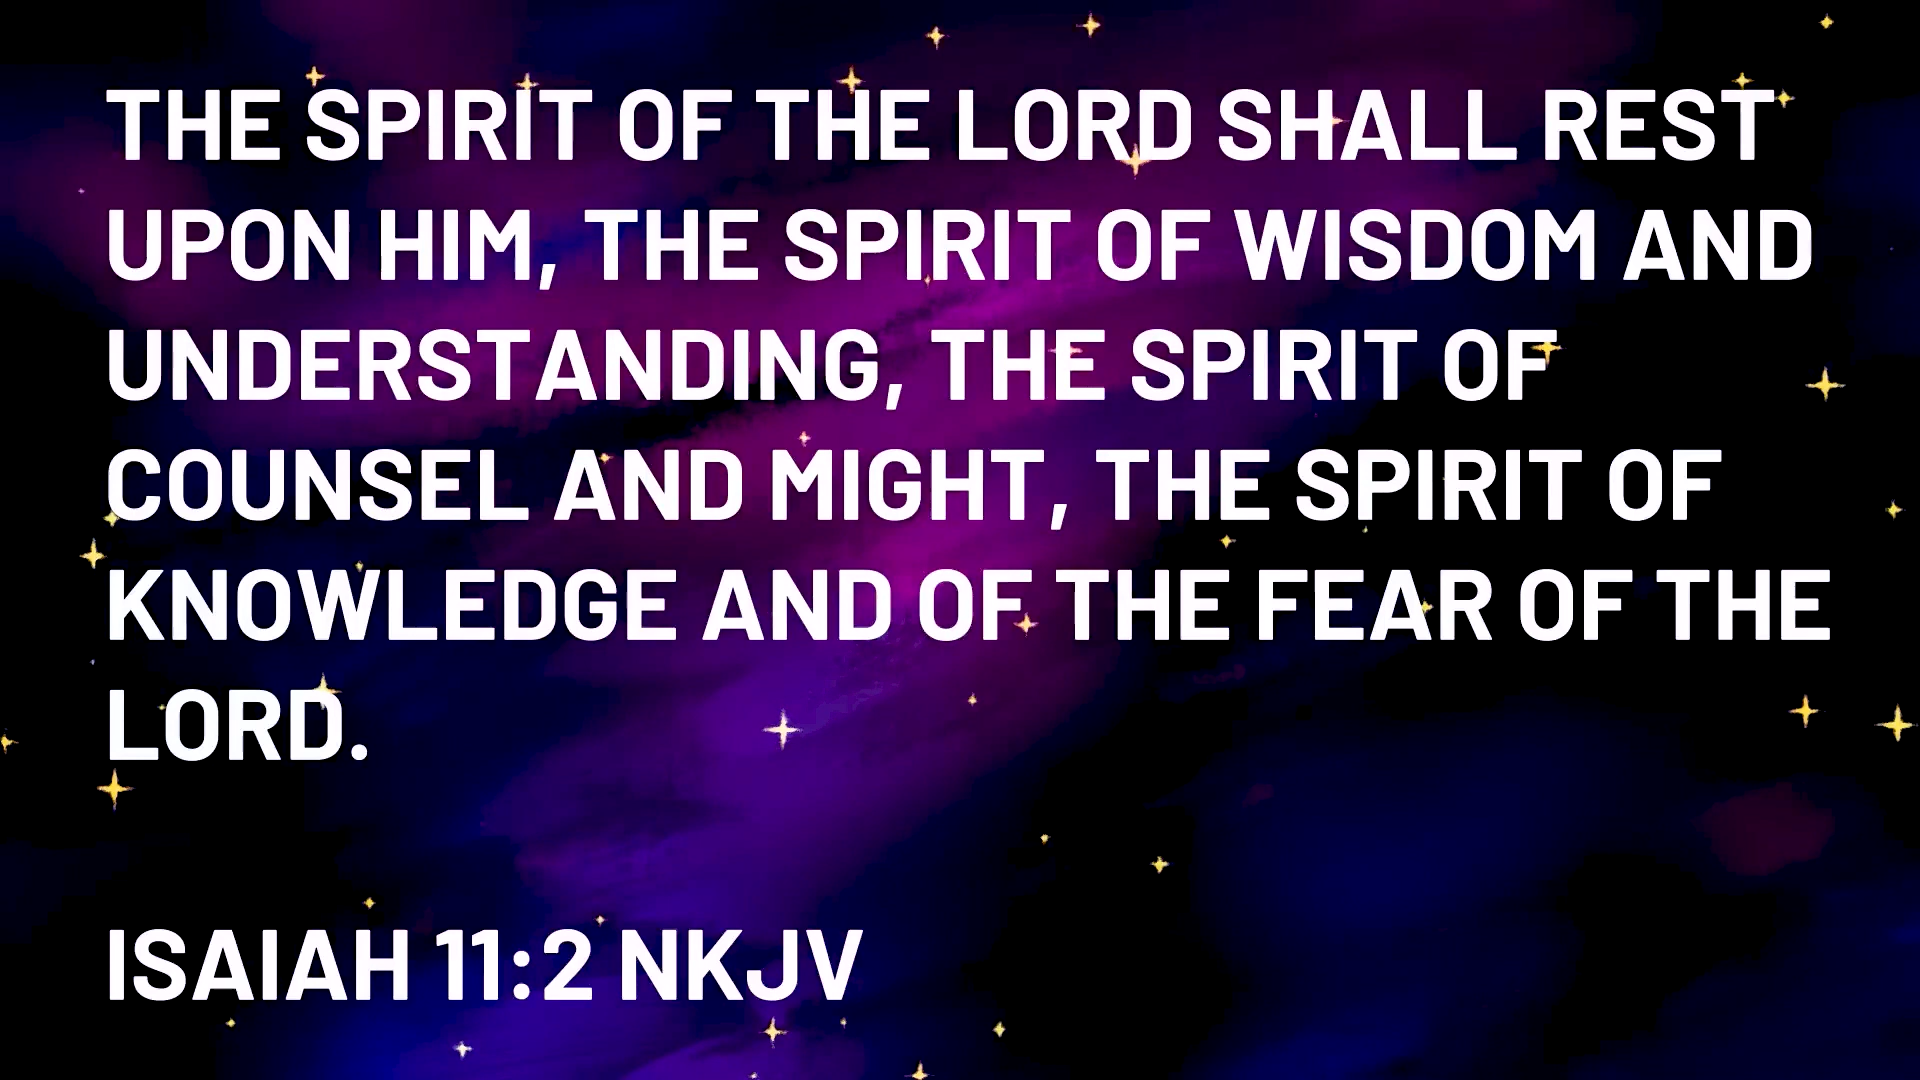 THE SPIRIT OF THE LORD SHALL REST
UPON HIM, THE SPIRIT OF WISDOM AND
UNDERSTANDING, THE SPIRIT OF
COUNSEL AND MIGHT, THE SPIRIT OF
KNOWLEDGE AND OF THE FEAR OF THE
LORD.
ISAIAH 11:2 NKJV